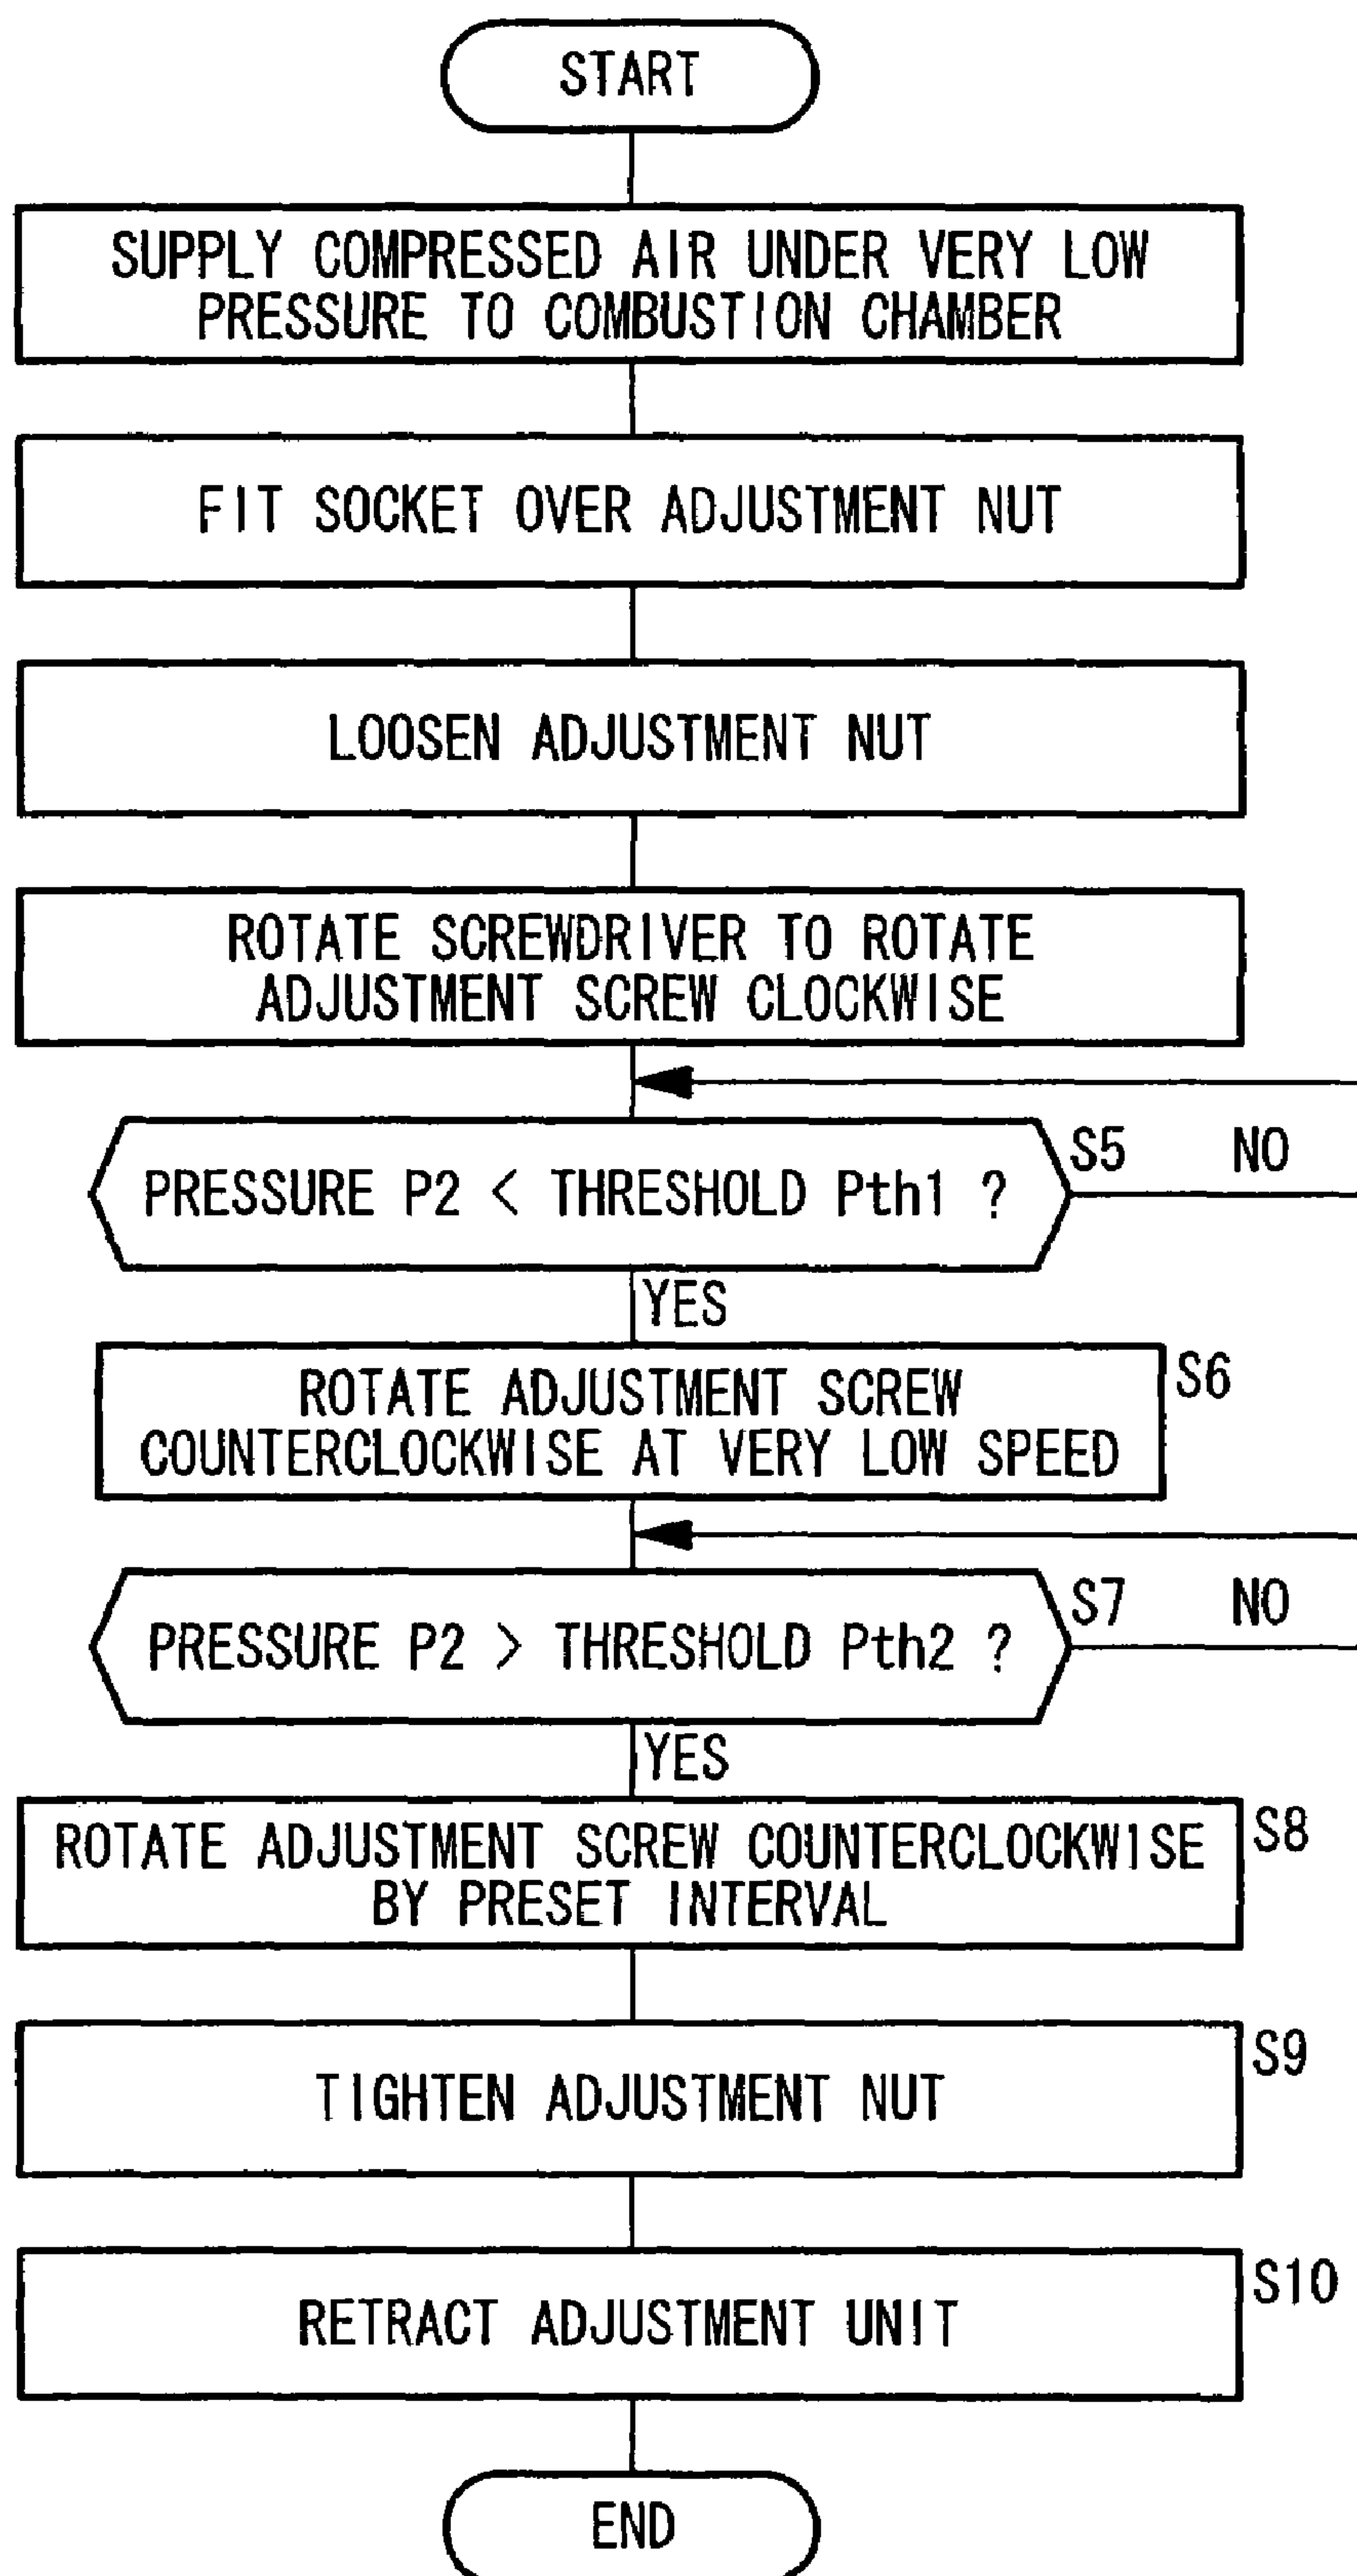 START
SUPPLY COMPRESSED AIR UNDER VERY LOW
PRESSURE TO COMBUSTION CHAMBER
FIT SOCKET OVER ADJUSTMENT NUT
LOOSEN ADJUSTMENT NUT
ROTATE SCREWDRIVER TO ROTATE
ADJUSTMENT SCREW CLOCKWISE
PRESSURE P2 < THRESHOLD Pth1 ?
S5 NO
YES
ROTATE ADJUSTMENT SCREW
COUNTERCLOCKWISE AT VERY LOW SPEED
S6
PRESSURE P2 > THRESHOLD Pth2 ?
S7 NO
YES
ROTATE ADJUSTMENT SCREW COUNTERCLOCKWISE
BY PRESET INTERVAL
S8
TIGHTEN ADJUSTMENT NUT
S9
RETRACT ADJUSTMENT UNIT
S10
END